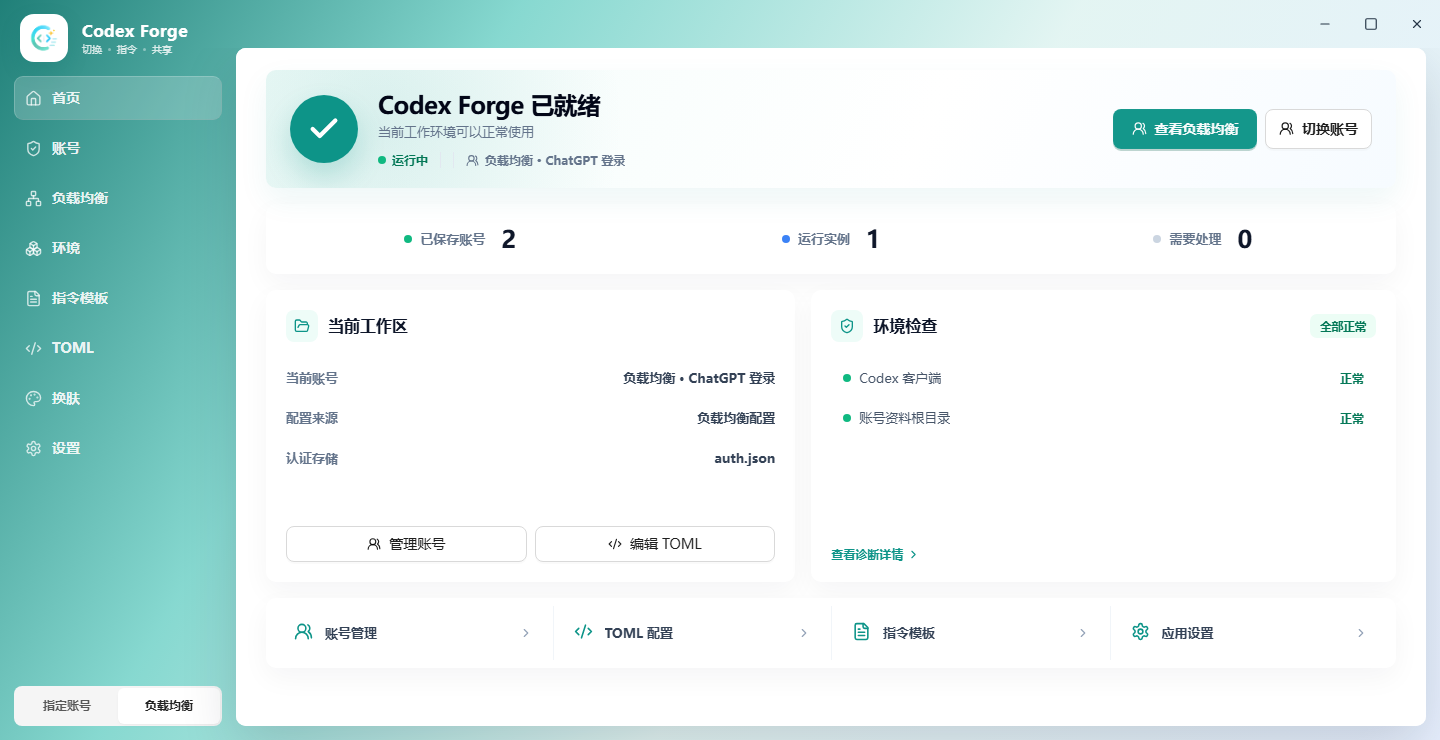 Codex Forge
切换 • 指令 • 共享
首页
账号
负载均衡
环境
指令模板
TOML
换肤
设置
指定账号
负载均衡
Codex Forge 已就绪
当前工作环境可以正常使用
运行中
负载均衡 • ChatGPT 登录
查看负载均衡
切换账号
已保存账号 2
运行实例 1
需要处理 0
当前工作区
当前账号 负载均衡 • ChatGPT 登录
配置来源 负载均衡配置
认证存储 auth.json
管理账号
编辑 TOML
环境检查 全部正常
Codex 客户端 正常
账号资料根目录 正常
查看诊断详情
账号管理
TOML 配置
指令模板
应用设置